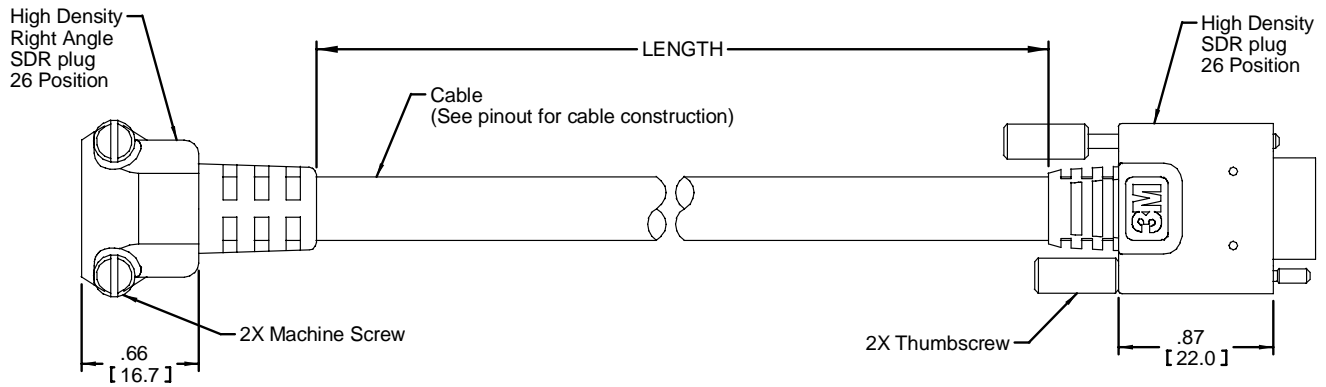 High Density
Right Angle
SDR plug
26 Position
LENGTH
High Density
SDR plug
26 Position
Cable
(See pinout for cable construction)
3M
2X Machine Screw
2X Thumbscrew
.66
[16.7]
.87
[22.0]